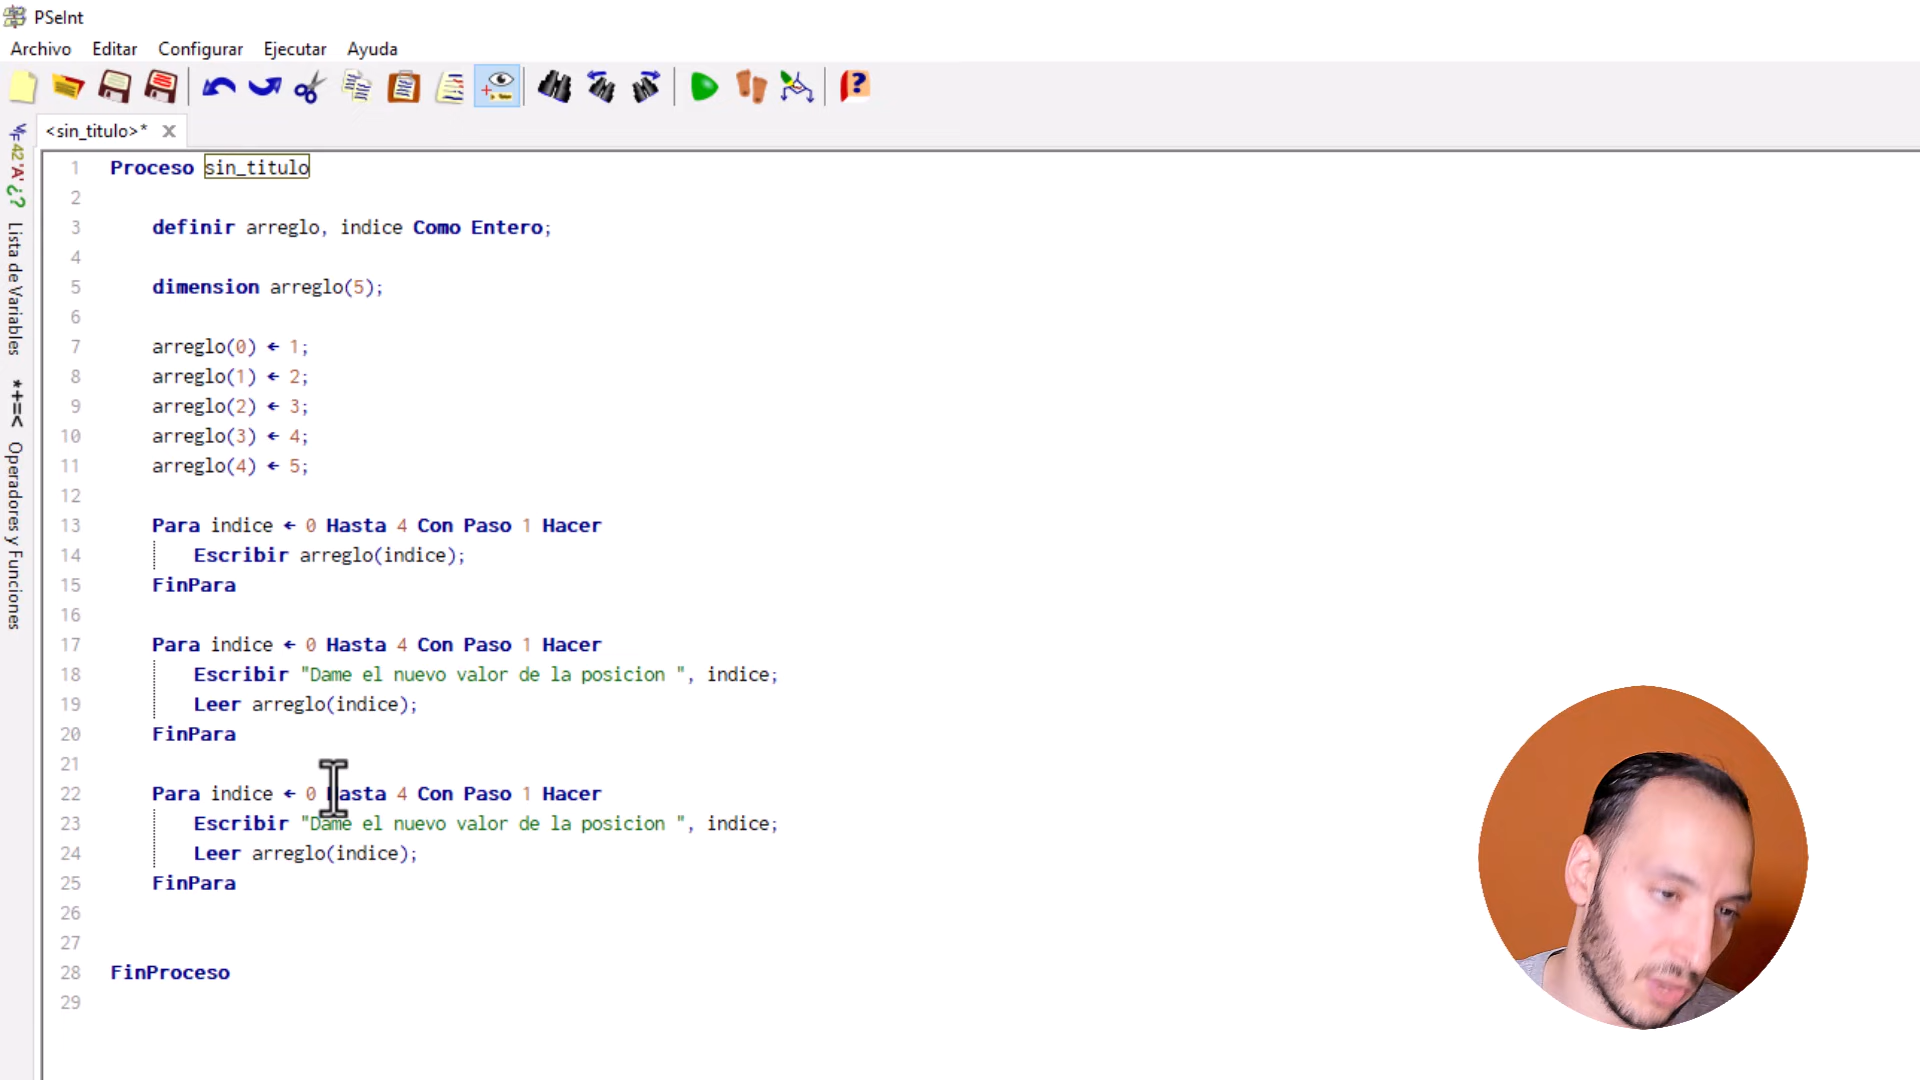 PSeInt
Archivo Editar Configurar Ejecutar Ayuda
<sin_titulo>* X
Lista de Variables
*+=< Operadores y Funciones
1 Proceso sin_titulo
2
3 definir arreglo, indice Como Entero;
4
5 dimension arreglo(5);
6
7 arreglo(0) ← 1;
8 arreglo(1) ← 2;
9 arreglo(2) ← 3;
10 arreglo(3) ← 4;
11 arreglo(4) ← 5;
12
13 Para indice ← 0 Hasta 4 Con Paso 1 Hacer
14 Escribir arreglo(indice);
15 FinPara
16
17 Para indice ← 0 Hasta 4 Con Paso 1 Hacer
18 Escribir "Dame el nuevo valor de la posicion ", indice;
19 Leer arreglo(indice);
20 FinPara
21
22 Para indice ← 0 Hasta 4 Con Paso 1 Hacer
23 Escribir "Dame el nuevo valor de la posicion ", indice;
24 Leer arreglo(indice);
25 FinPara
26
27
28 FinProceso
29